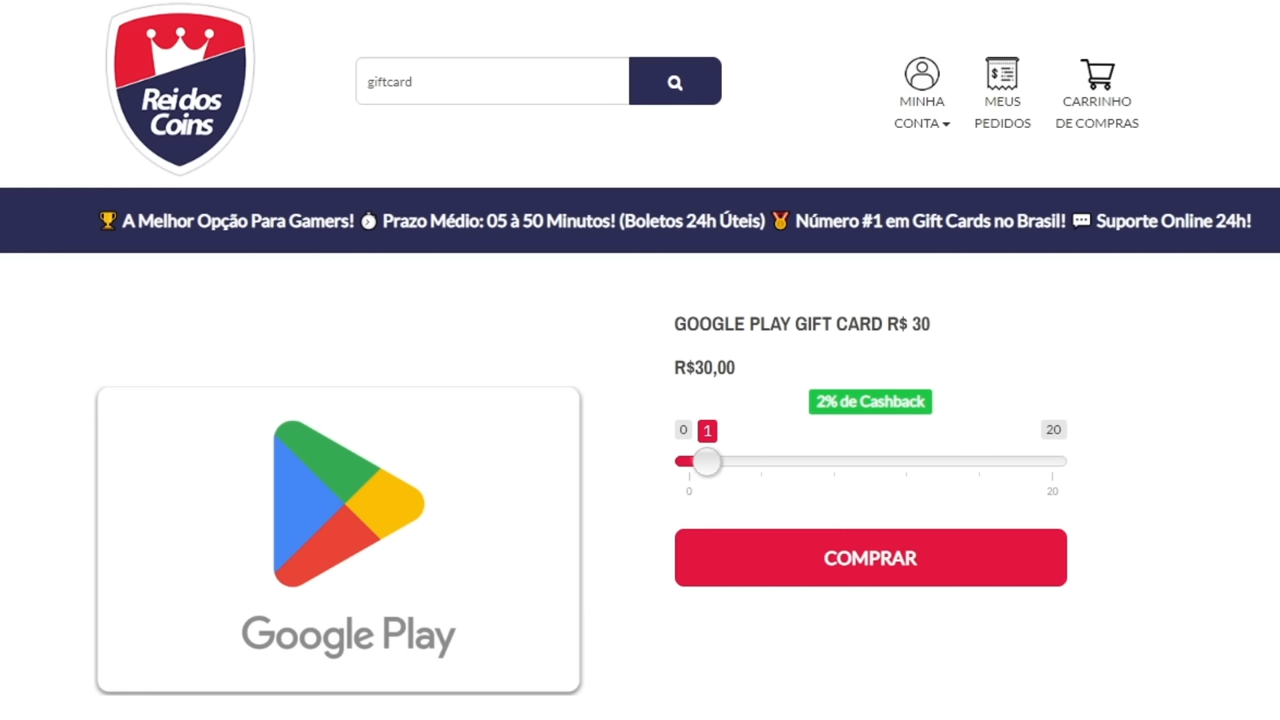 Rei dos
Coins
giftcard
MINHA
CONTA
MEUS
PEDIDOS
CARRINHO
DE COMPRAS
🏆 A Melhor Opção Para Gamers! ⏱ Prazo Médio: 05 à 50 Minutos! (Boletos 24h Úteis) 🏅 Número #1 em Gift Cards no Brasil! 💬 Suporte Online 24h!
GOOGLE PLAY GIFT CARD R$ 30
R$30,00
2% de Cashback
0 1 20
0 20
COMPRAR
Google Play